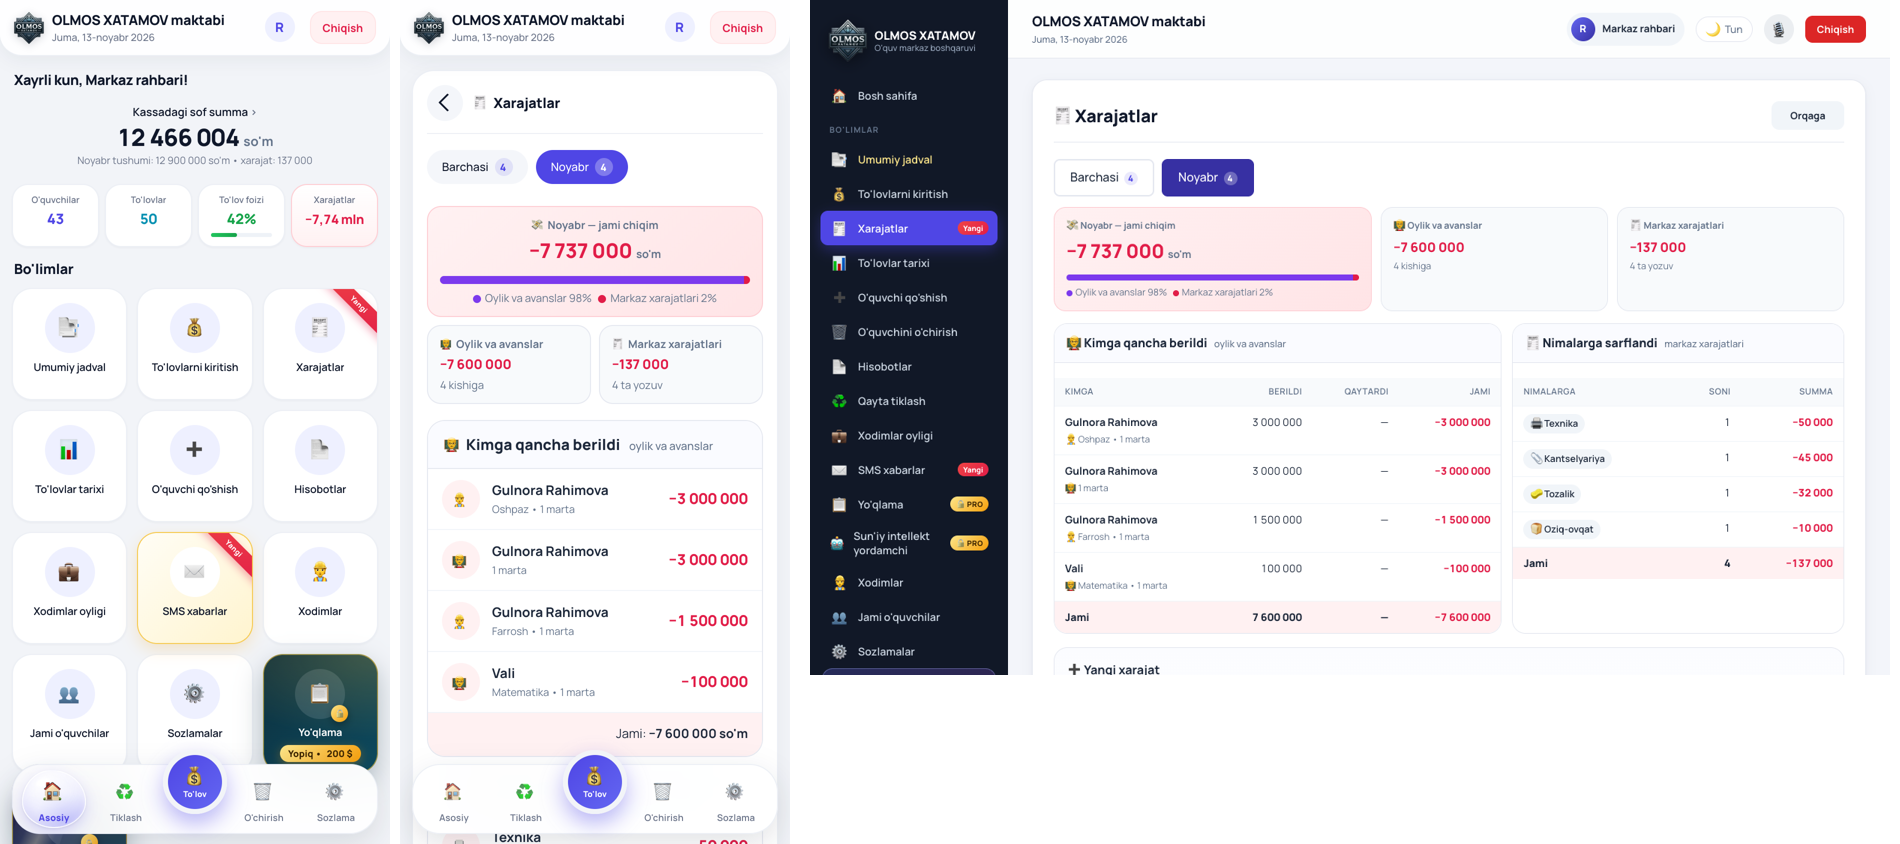 OLMOS
OLMOS XATAMOV maktabi
Juma, 13-noyabr 2026
R
Chiqish
Xayrli kun, Markaz rahbari!
Kassadagi sof summa ›
12 466 004 so'm
Noyabr tushumi: 12 900 000 so'm • xarajat: 137 000
O'quvchilar
43
To'lovlar
50
To'lov foizi
42%
Xarajatlar
−7,74 mln
Bo'limlar
Umumiy jadval
To'lovlarni kiritish
Yangi
Xarajatlar
To'lovlar tarixi
O'quvchi qo'shish
Hisobotlar
Xodimlar oyligi
Yangi
SMS xabarlar
Xodimlar
Jami o'quvchilar
Sozlamalar
Yo'qlama
Yopiq • 200 $
Asosiy
Tiklash
To'lov
O'chirish
Sozlama
OLMOS
OLMOS XATAMOV maktabi
Juma, 13-noyabr 2026
R
Chiqish
Xarajatlar
Barchasi 4
Noyabr 4
Noyabr — jami chiqim
−7 737 000 so'm
Oylik va avanslar 98% Markaz xarajatlari 2%
Oylik va avanslar
−7 600 000
4 kishiga
Markaz xarajatlari
−137 000
4 ta yozuv
Kimga qancha berildi oylik va avanslar
Gulnora Rahimova
Oshpaz • 1 marta
−3 000 000
Gulnora Rahimova
1 marta
−3 000 000
Gulnora Rahimova
Farrosh • 1 marta
−1 500 000
Vali
Matematika • 1 marta
−100 000
Jami: −7 600 000 so'm
Asosiy
Tiklash
To'lov
O'chirish
Sozlama
Texnika
OLMOS
OLMOS XATAMOV
O'quv markaz boshqaruvi
Bosh sahifa
BO'LIMLAR
Umumiy jadval
To'lovlarni kiritish
Xarajatlar Yangi
To'lovlar tarixi
O'quvchi qo'shish
O'quvchini o'chirish
Hisobotlar
Qayta tiklash
Xodimlar oyligi
SMS xabarlar Yangi
Yo'qlama PRO
Sun'iy intellekt
yordamchi
PRO
Xodimlar
Jami o'quvchilar
Sozlamalar
OLMOS XATAMOV maktabi
Juma, 13-noyabr 2026
R Markaz rahbari
Tun
Chiqish
Xarajatlar
Orqaga
Barchasi 4
Noyabr 4
Noyabr — jami chiqim
−7 737 000 so'm
Oylik va avanslar 98% Markaz xarajatlari 2%
Oylik va avanslar
−7 600 000
4 kishiga
Markaz xarajatlari
−137 000
4 ta yozuv
Kimga qancha berildi oylik va avanslar
KIMGA BERILDI QAYTARDI JAMI
Gulnora Rahimova 3 000 000 — −3 000 000
Oshpaz • 1 marta
Gulnora Rahimova 3 000 000 — −3 000 000
1 marta
Gulnora Rahimova 1 500 000 — −1 500 000
Farrosh • 1 marta
Vali 100 000 — −100 000
Matematika • 1 marta
Jami 7 600 000 — −7 600 000
Nimalarga sarflandi markaz xarajatlari
NIMALARGA SONI SUMMA
Texnika 1 −50 000
Kantselyariya 1 −45 000
Tozalik 1 −32 000
Oziq-ovqat 1 −10 000
Jami 4 −137 000
Yangi xarajat